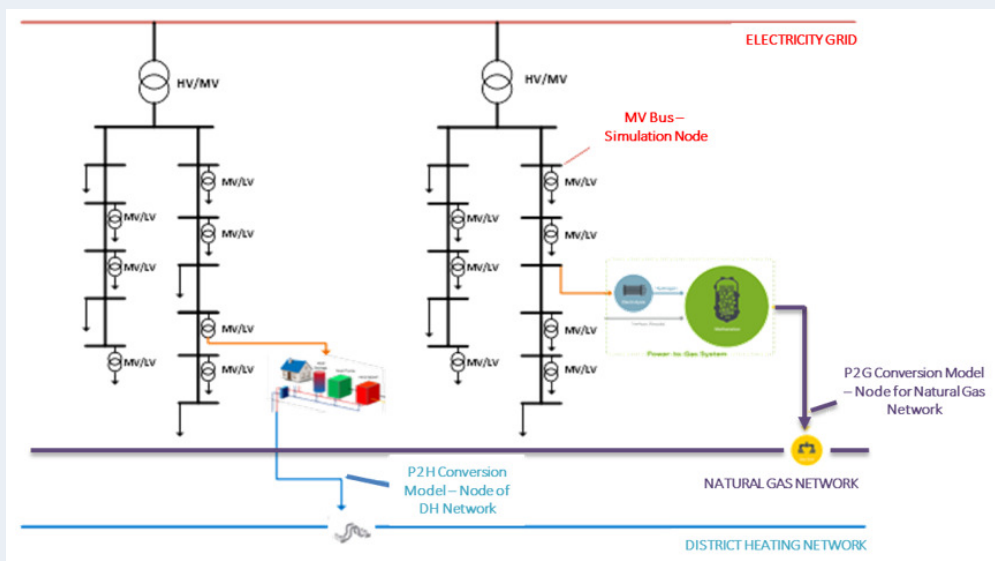 ELECTRICITY GRID
HV/MV
HV/MV
MV Bus –
Simulation Node
MV/LV
MV/LV
MV/LV
MV/LV
MV/LV
MV/LV
MV/LV
MV/LV
MV/LV
MV/LV
MV/LV
MV/LV
MV/LV
MV/LV
Hydrogen
Power-to-Gas System
P2G Conversion Model
– Node for Natural Gas
Network
P2H Conversion
Model – Node of
DH Network
NATURAL GAS NETWORK
DISTRICT HEATING NETWORK